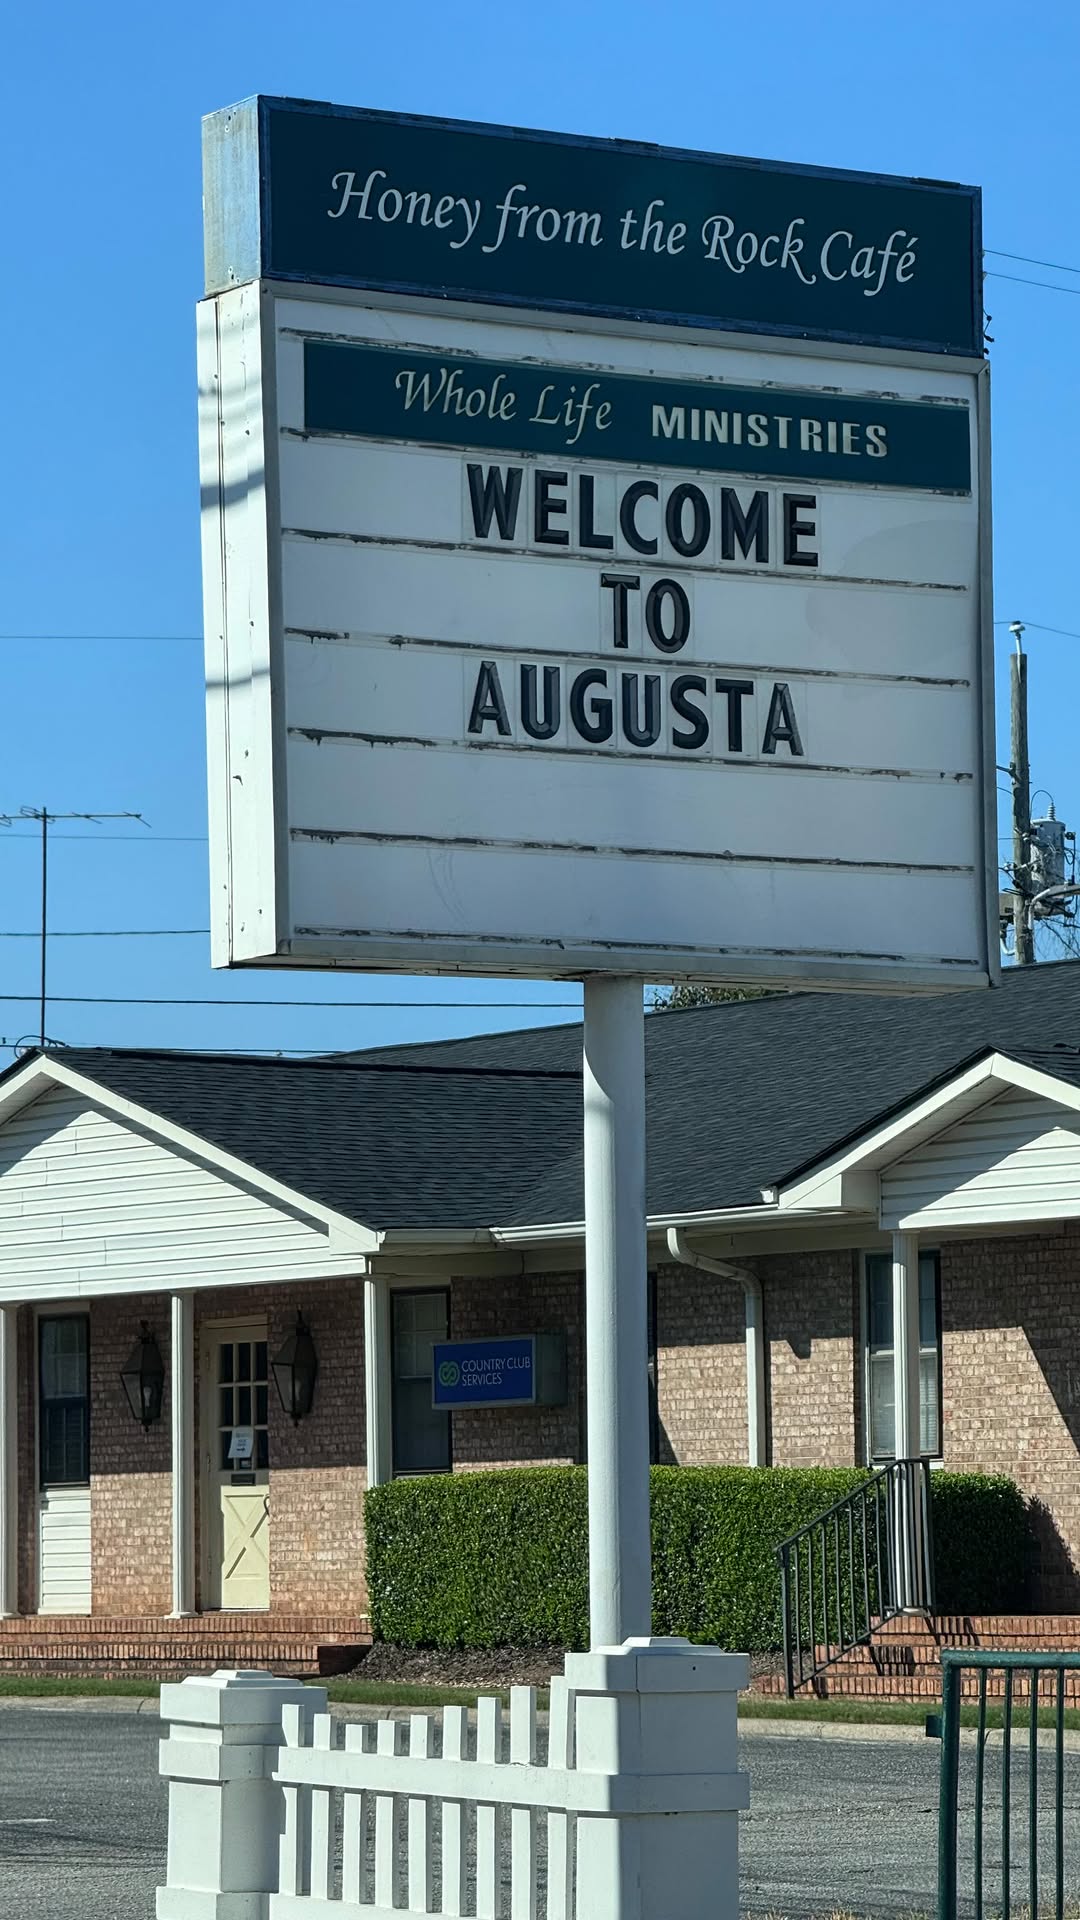 Honey from the Rock Café
Whole Life MINISTRIES
WELCOME
TO
AUGUSTA
COUNTRY CLUB
SERVICES